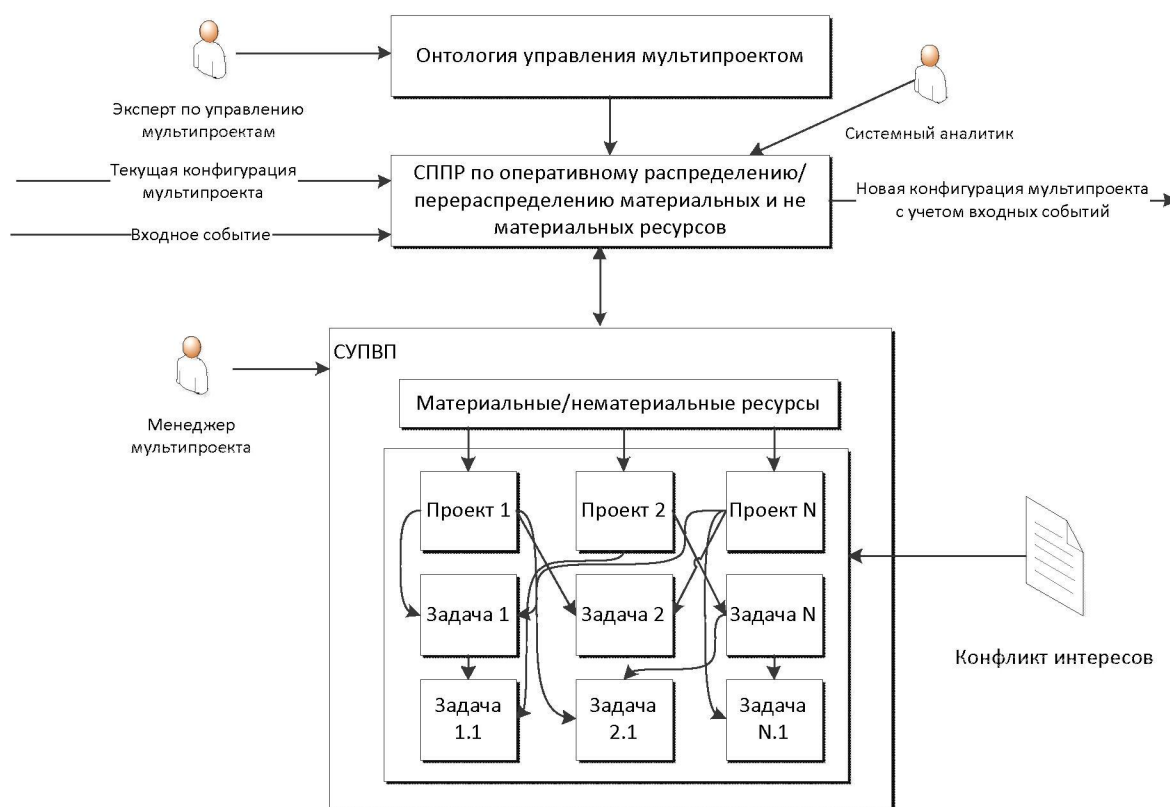 Онтология управления мультипроектом
Эксперт по управлению
мультипроектам
Системный аналитик
Текущая конфигурация
мультипроекта
СППР по оперативному распределению/
перераспределению материальных и не
материальных ресурсов
Новая конфигурация мультипроекта
с учетом входных событий
Входное событие
СУПВП
Менеджер
мультипроекта
Материальные/нематериальные ресурсы
Проект 1
Проект 2
Проект N
Задача 1
Задача 2
Задача N
Конфликт интересов
Задача
1.1
Задача
2.1
Задача
N.1